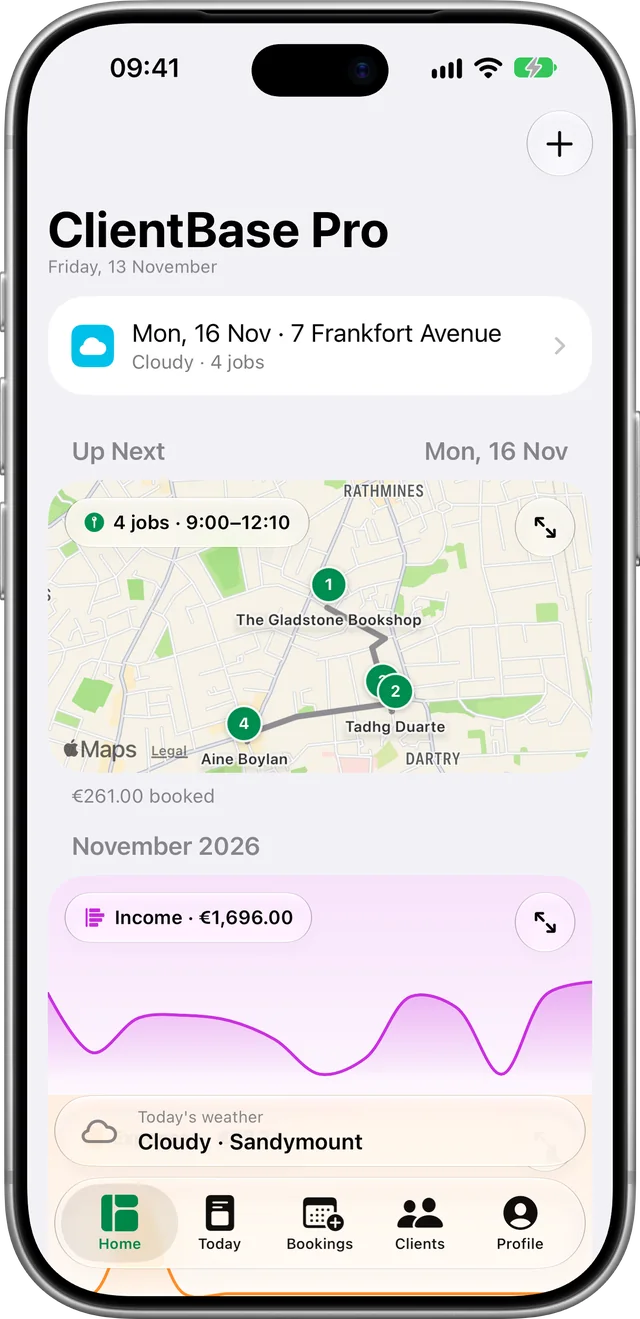 09:41
ClientBase Pro
Friday, 13 November
Mon, 16 Nov · 7 Frankfort Avenue
Cloudy · 4 jobs
Up Next
Mon, 16 Nov
RATHMINES
4 jobs · 9:00–12:10
1
The Gladstone Bookshop
2
4
Tadhg Duarte
Maps
Legal
Aine Boylan
DARTRY
€261.00 booked
November 2026
Income · €1,696.00
Today's weather
Cloudy · Sandymount
Home
Today
Bookings
Clients
Profile